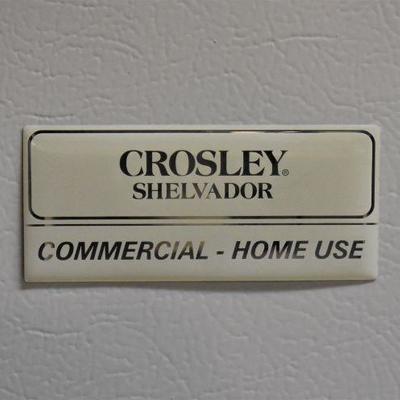 CROSLEY®
SHELVADOR
COMMERCIAL - HOME USE